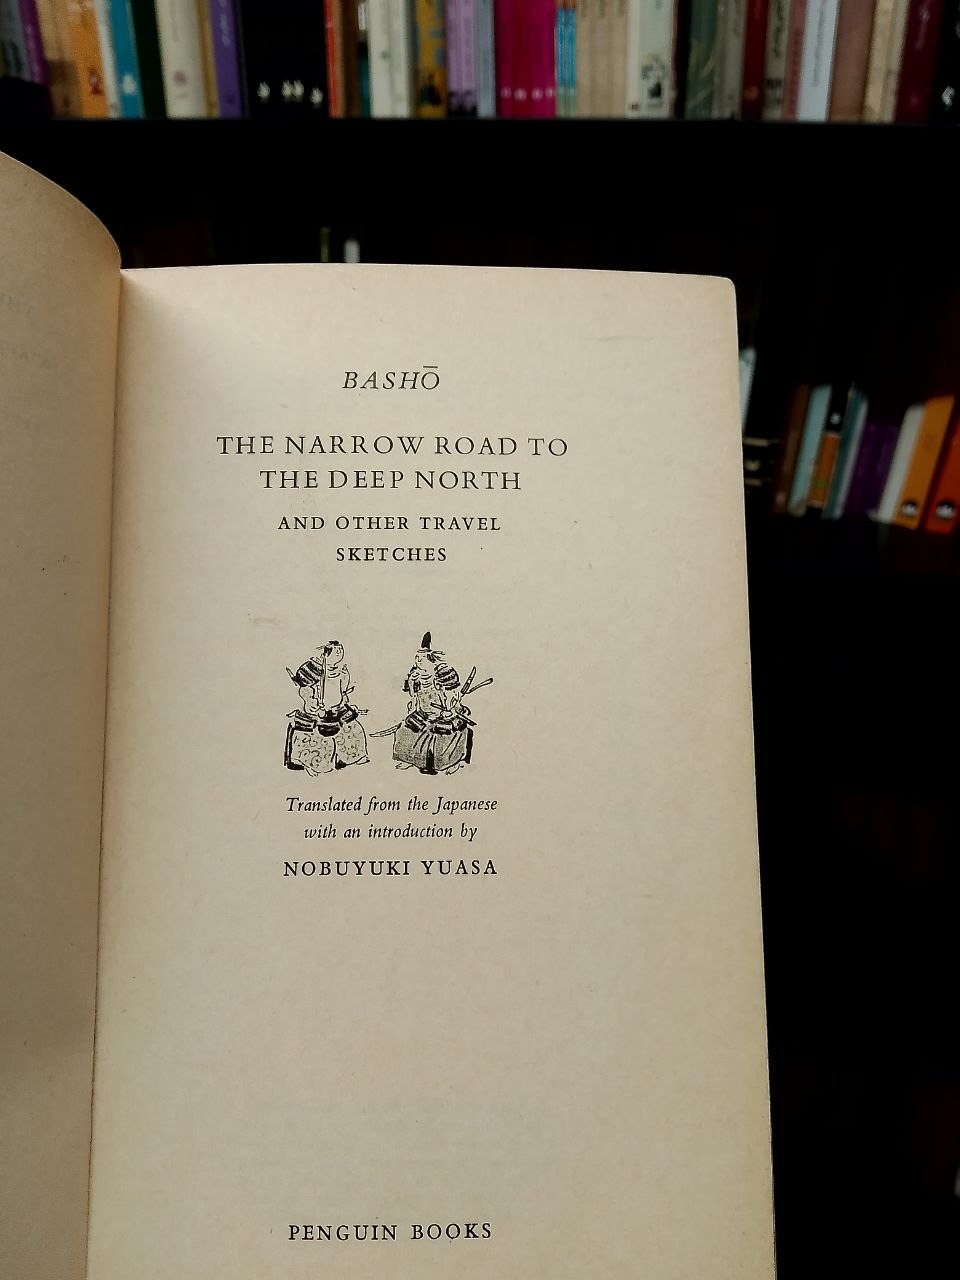 BASHŌ
THE NARROW ROAD TO
THE DEEP NORTH
AND OTHER TRAVEL
SKETCHES
Translated from the Japanese
with an introduction by
NOBUYUKI YUASA
PENGUIN BOOKS